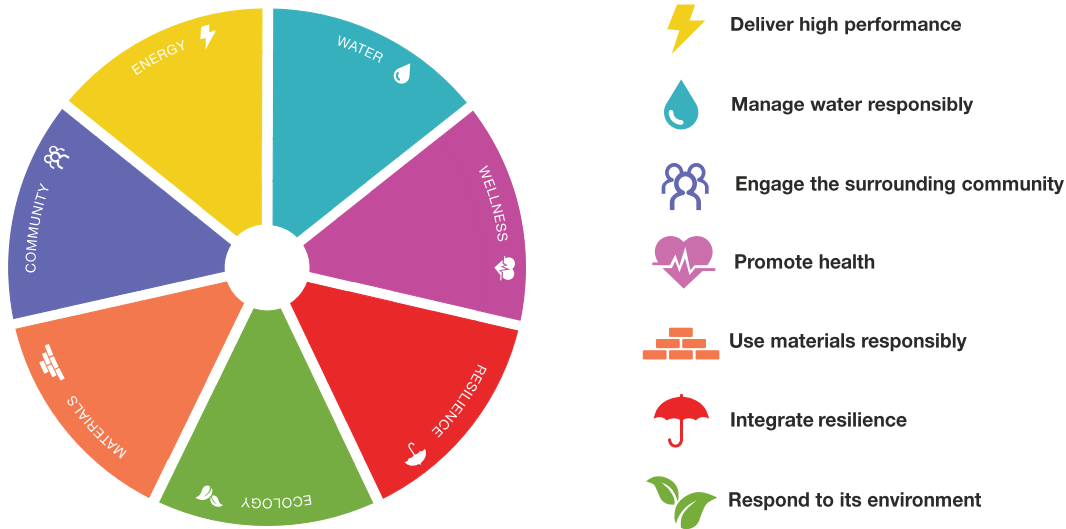 ENERGY
WATER
WELLNESS
RESILIENCE
ECOLOGY
MATERIALS
COMMUNITY
Deliver high performance
Manage water responsibly
Engage the surrounding community
Promote health
Use materials responsibly
Integrate resilience
Respond to its environment